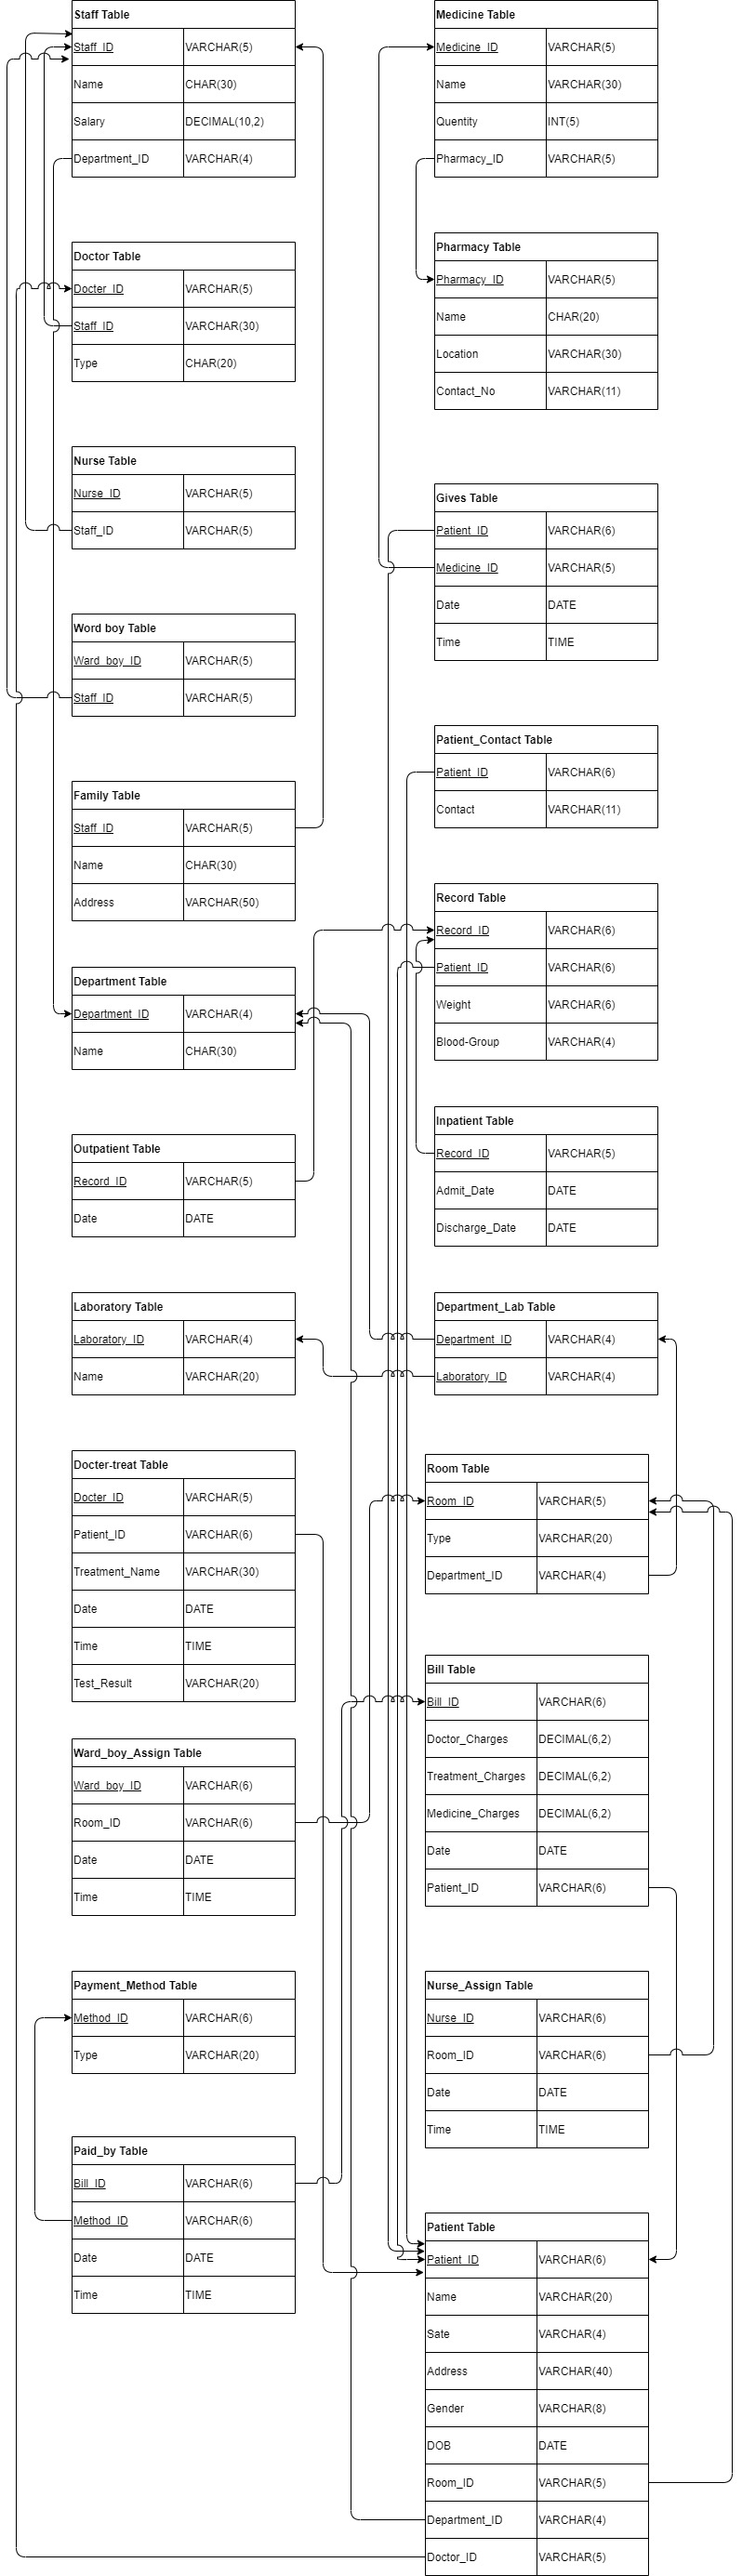 Staff Table
Staff_ID VARCHAR(5)
Name CHAR(30)
Salary DECIMAL(10,2)
Department_ID VARCHAR(4)
Doctor Table
Docter_ID VARCHAR(5)
Staff_ID VARCHAR(30)
Type CHAR(20)
Nurse Table
Nurse_ID VARCHAR(5)
Staff_ID VARCHAR(5)
Word boy Table
Ward_boy_ID VARCHAR(5)
Staff_ID VARCHAR(5)
Family Table
Staff_ID VARCHAR(5)
Name CHAR(30)
Address VARCHAR(50)
Department Table
Department_ID VARCHAR(4)
Name CHAR(30)
Outpatient Table
Record_ID VARCHAR(5)
Date DATE
Laboratory Table
Laboratory_ID VARCHAR(4)
Name VARCHAR(20)
Docter-treat Table
Docter_ID VARCHAR(5)
Patient_ID VARCHAR(6)
Treatment_Name VARCHAR(30)
Date DATE
Time TIME
Test_Result VARCHAR(20)
Ward_boy_Assign Table
Ward_boy_ID VARCHAR(6)
Room_ID VARCHAR(6)
Date DATE
Time TIME
Payment_Method Table
Method_ID VARCHAR(6)
Type VARCHAR(20)
Paid_by Table
Bill_ID VARCHAR(6)
Method_ID VARCHAR(6)
Date DATE
Time TIME
Medicine Table
Medicine_ID VARCHAR(5)
Name VARCHAR(30)
Quentity INT(5)
Pharmacy_ID VARCHAR(5)
Pharmacy Table
Pharmacy_ID VARCHAR(5)
Name CHAR(20)
Location VARCHAR(30)
Contact_No VARCHAR(11)
Gives Table
Patient_ID VARCHAR(6)
Medicine_ID VARCHAR(5)
Date DATE
Time TIME
Patient_Contact Table
Patient_ID VARCHAR(6)
Contact VARCHAR(11)
Record Table
Record_ID VARCHAR(6)
Patient_ID VARCHAR(6)
Weight VARCHAR(6)
Blood-Group VARCHAR(4)
Inpatient Table
Record_ID VARCHAR(5)
Admit_Date DATE
Discharge_Date DATE
Department_Lab Table
Department_ID VARCHAR(4)
Laboratory_ID VARCHAR(4)
Room Table
Room_ID VARCHAR(5)
Type VARCHAR(20)
Department_ID VARCHAR(4)
Bill Table
Bill_ID VARCHAR(6)
Doctor_Charges DECIMAL(6,2)
Treatment_Charges DECIMAL(6,2)
Medicine_Charges DECIMAL(6,2)
Date DATE
Patient_ID VARCHAR(6)
Nurse_Assign Table
Nurse_ID VARCHAR(6)
Room_ID VARCHAR(6)
Date DATE
Time TIME
Patient Table
Patient_ID VARCHAR(6)
Name VARCHAR(20)
Sate VARCHAR(4)
Address VARCHAR(40)
Gender VARCHAR(8)
DOB DATE
Room_ID VARCHAR(5)
Department_ID VARCHAR(4)
Doctor_ID VARCHAR(5)